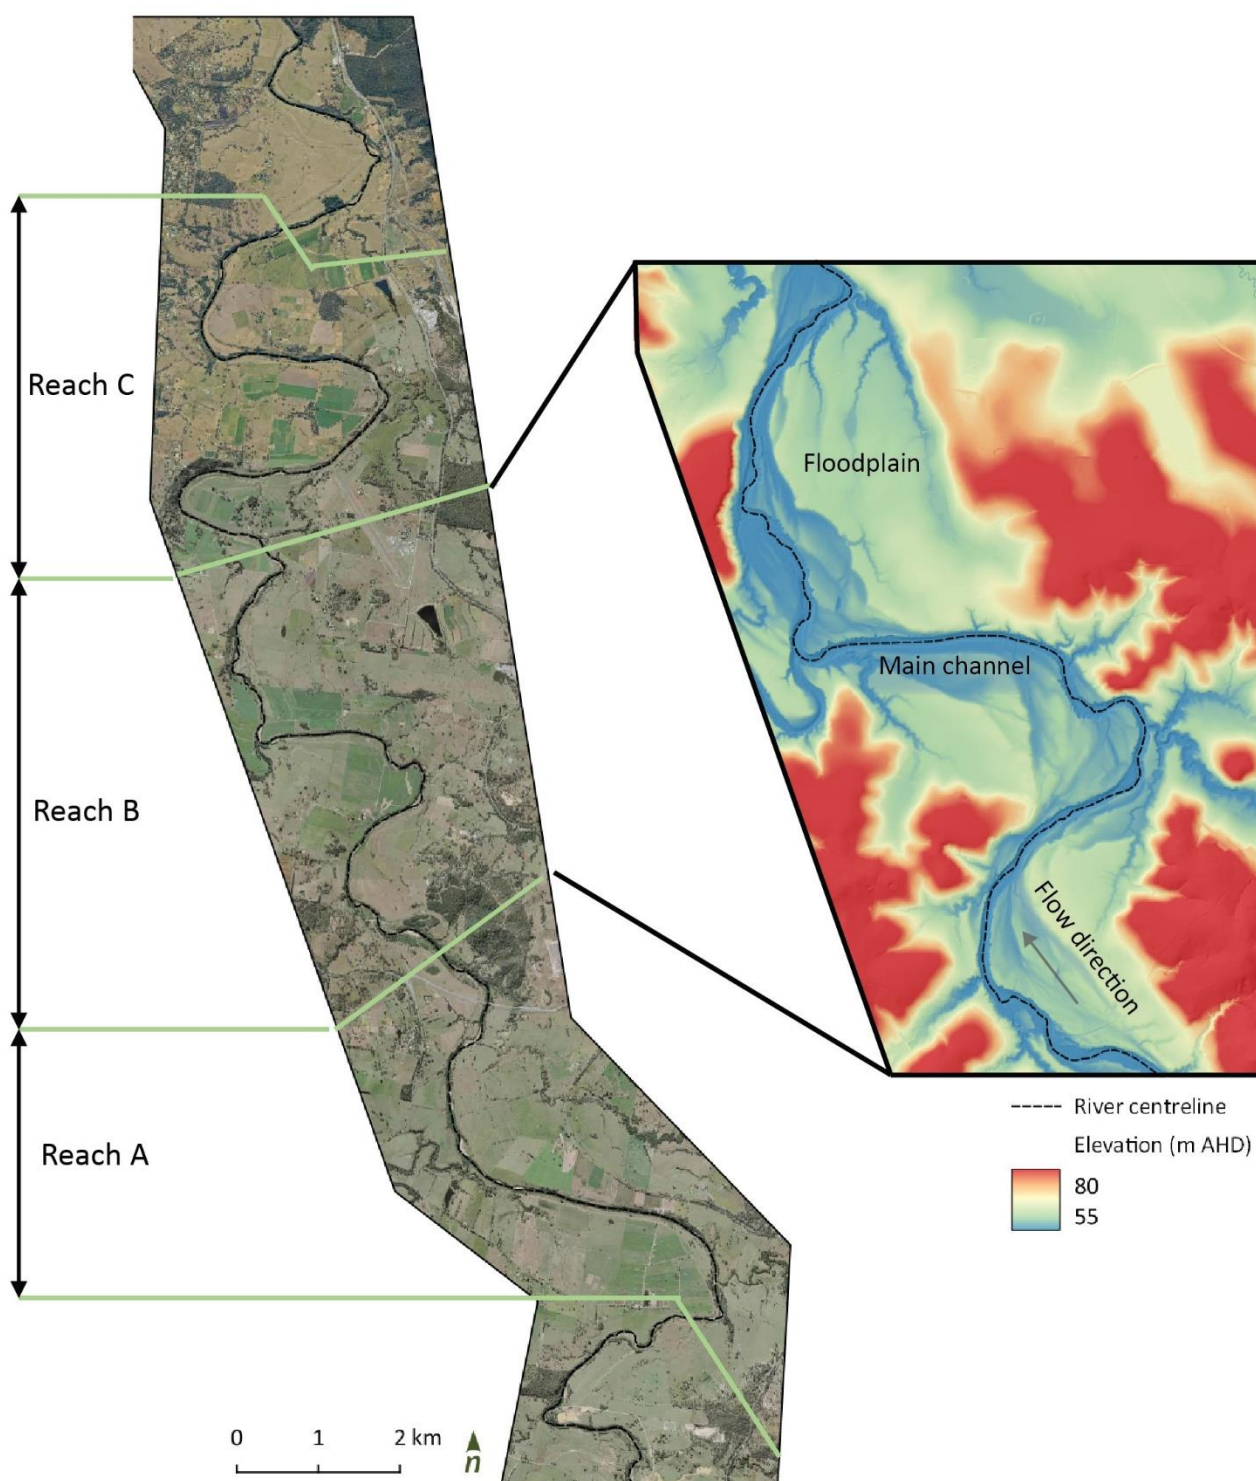 Reach C
Reach B
Reach A
Floodplain
Main channel
Flow direction
River centreline
Elevation (m AHD)
80
55
0 1 2 km
n